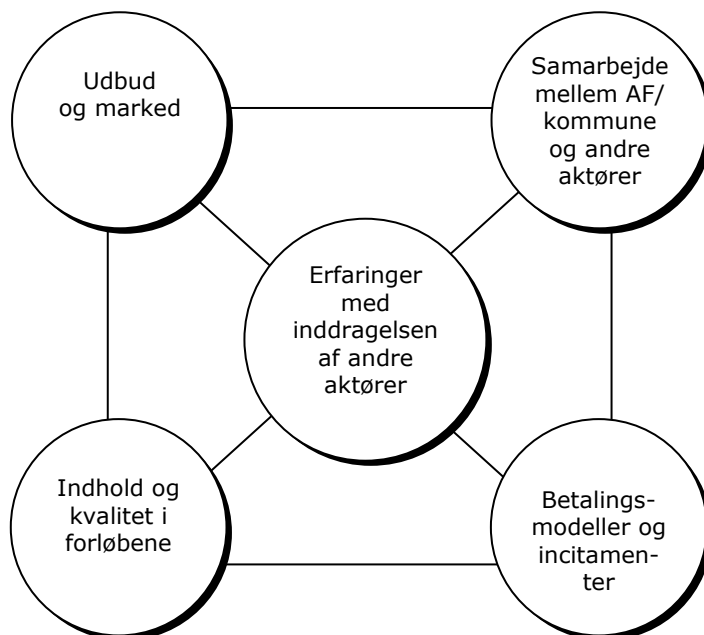 Udbud
og marked
Samarbejde
mellem AF/
kommune
og andre
aktører
Erfaringer
med
inddragelsen
af andre
aktører
Indhold og
kvalitet i
forløbene
Betalings-
modeller og
incitamen-
ter